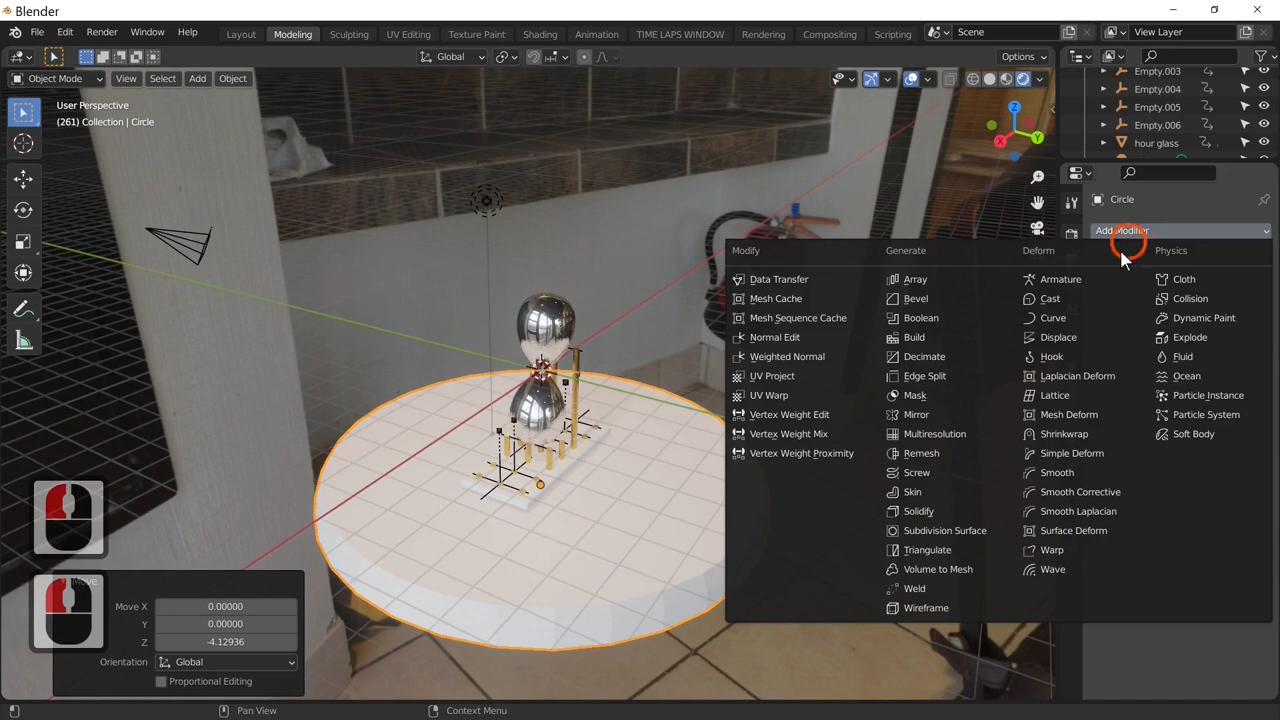 Blender
File Edit Render Window Help Layout Modeling Sculpting UV Editing Texture Paint Shading Animation TIME LAPS WINDOW Rendering Compositing Scripting Scene View Layer
Global Options
Object Mode View Select Add Object
User Perspective
(261) Collection | Circle
Z
Y
X
Empty.003
Empty.004
Empty.005
Empty.006
hour glass
Circle
Add Modifier
Modify Generate Deform Physics
Data Transfer Array Armature Cloth
Mesh Cache Bevel Cast Collision
Mesh Sequence Cache Boolean Curve Dynamic Paint
Normal Edit Build Displace Explode
Weighted Normal Decimate Hook Fluid
UV Project Edge Split Laplacian Deform Ocean
UV Warp Mask Lattice Particle Instance
Vertex Weight Edit Mirror Mesh Deform Particle System
Vertex Weight Mix Multiresolution Shrinkwrap Soft Body
Vertex Weight Proximity Remesh Simple Deform
Screw Smooth
Skin Smooth Corrective
Solidify Smooth Laplacian
Subdivision Surface Surface Deform
Triangulate Warp
Volume to Mesh Wave
Weld
Wireframe
Move
Move X 0.00000
Y 0.00000
Z -4.12936
Orientation Global
Proportional Editing
Pan View Context Menu